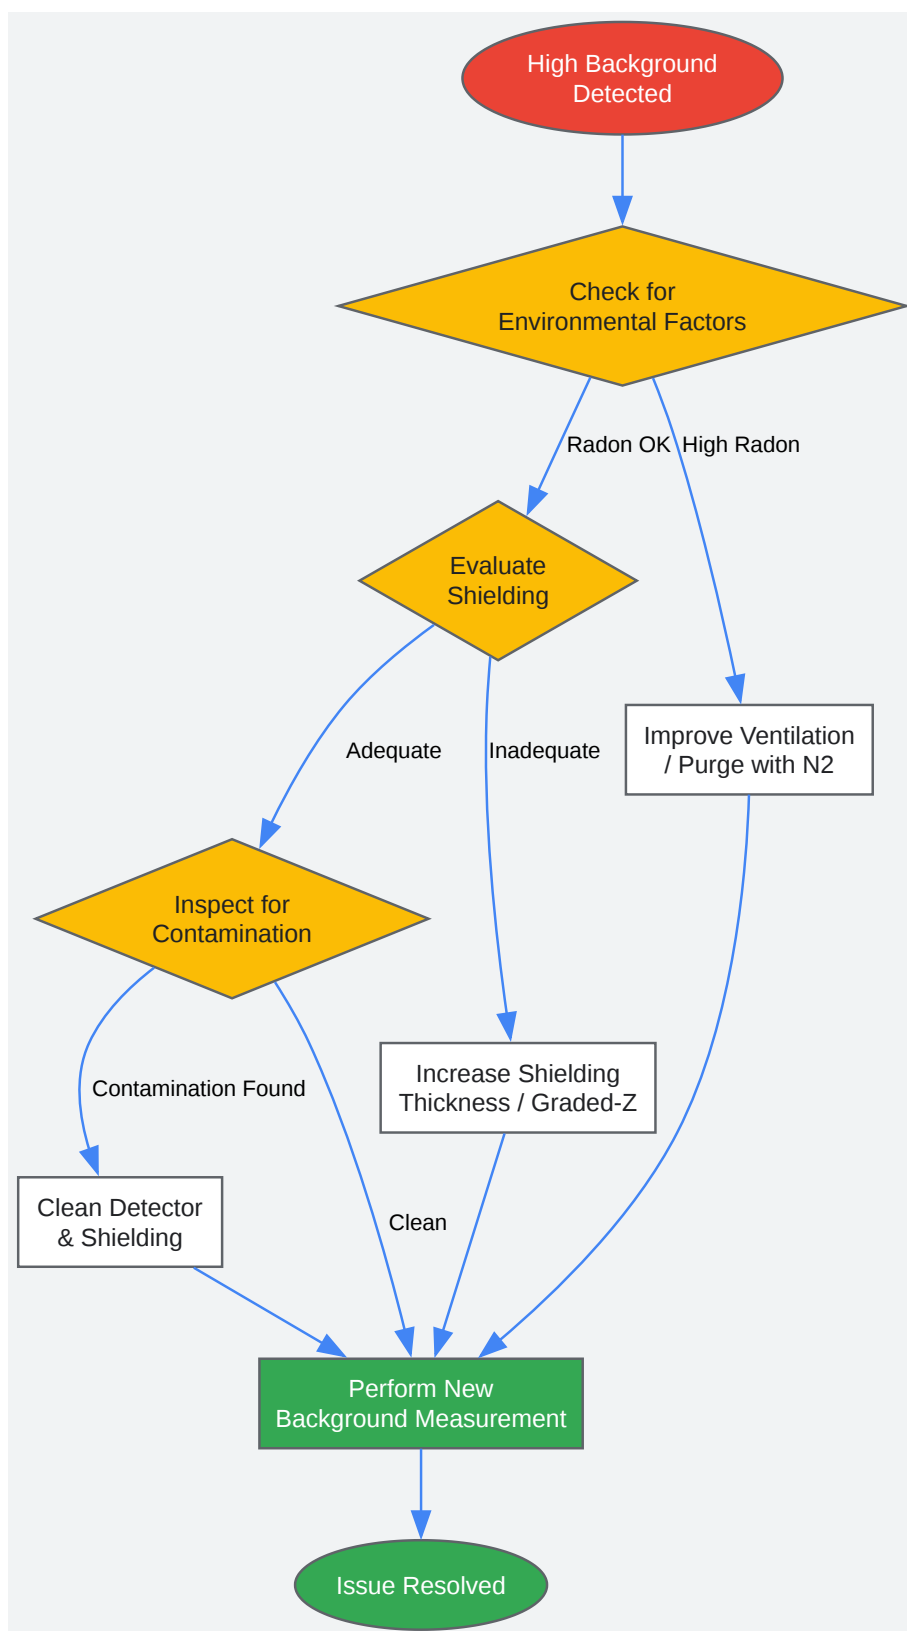 High Background
Detected
Check for
Environmental Factors
Radon OK
High Radon
Evaluate
Shielding
Improve Ventilation
/ Purge with N2
Adequate
Inadequate
Inspect for
Contamination
Increase Shielding
Thickness / Graded-Z
Contamination Found
Clean Detector
& Shielding
Clean
Perform New
Background Measurement
Issue Resolved